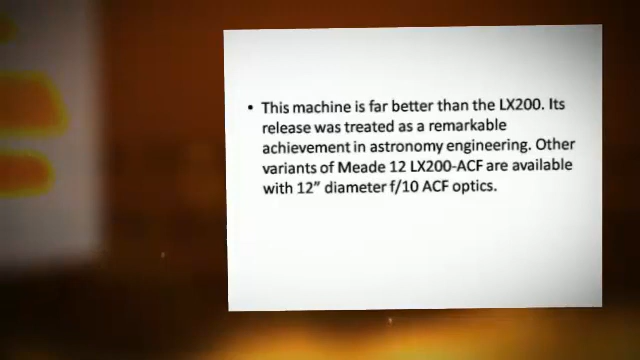 • This machine is far better than the LX200. Its
release was treated as a remarkable
achievement in astronomy engineering. Other
variants of Meade 12 LX200-ACF are available
with 12” diameter f/10 ACF optics.